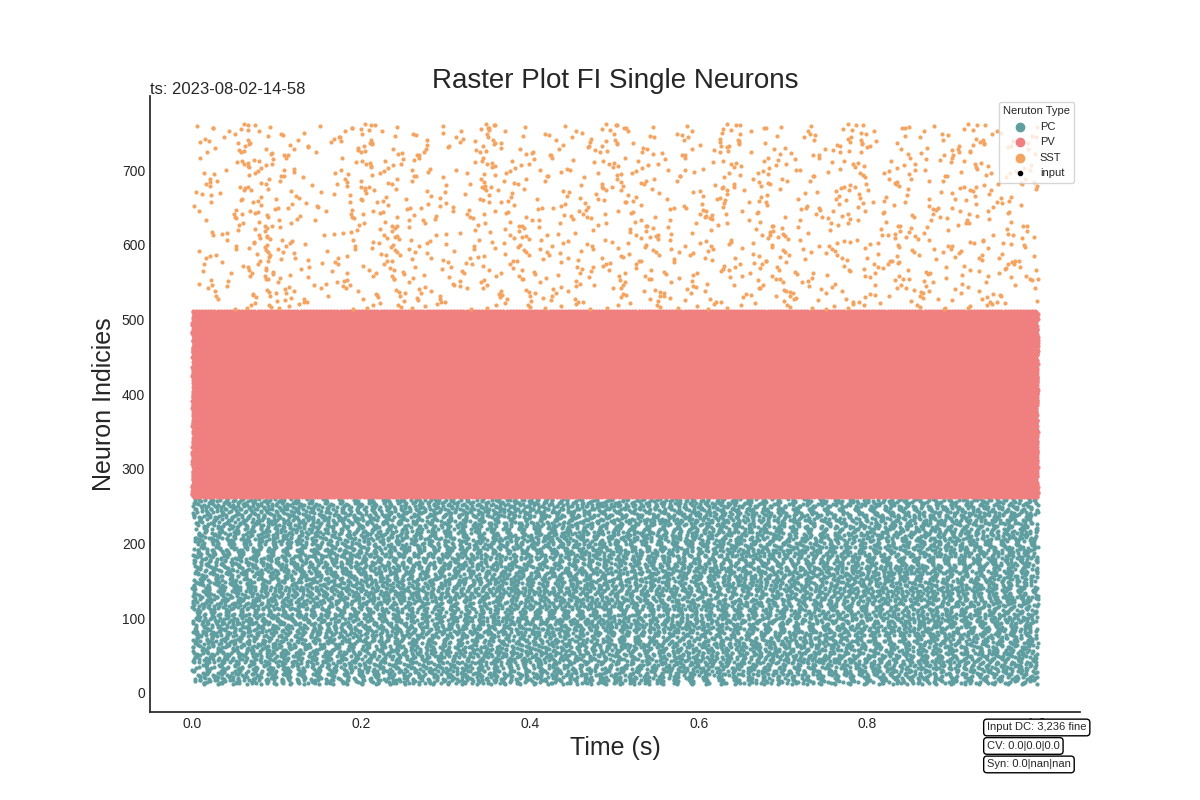 Raster Plot FI Single Neurons
ts: 2023-08-02-14-58
Neruton Type
PC
PV
SST
input
Neuron Indicies
700
600
500
400
300
200
100
0
0.0 0.2 0.4 0.6 0.8
Time (s)
Input DC: 3,236 fine
CV: 0.0|0.0|0.0
Syn: 0.0|nan|nan